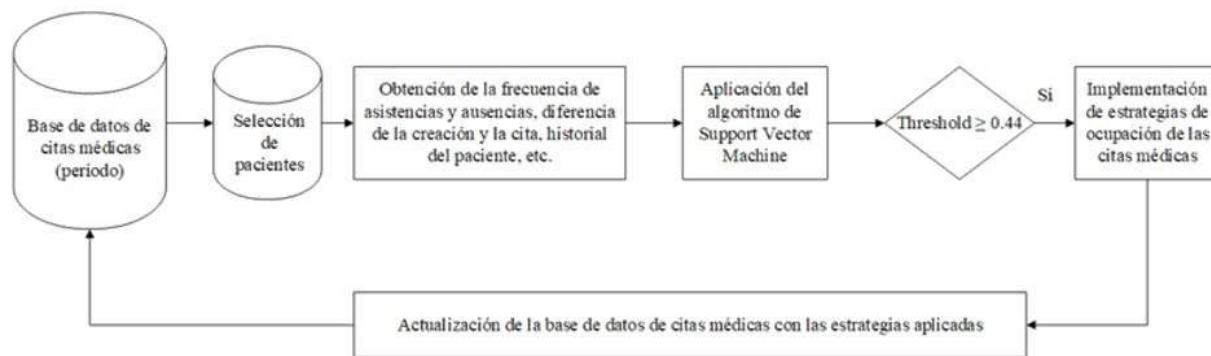 Base de datos de
citas médicas
(período)
Selección
de
pacientes
Obtención de la frecuencia de
asistencias y ausencias, diferencia
de la creación y la cita, historial
del paciente, etc.
Aplicación del
algoritmo de
Support Vector
Machine
Threshold ≥ 0.44
Sí
Implementación
de estrategias de
ocupación de las
citas médicas
Actualización de la base de datos de citas médicas con las estrategias aplicadas